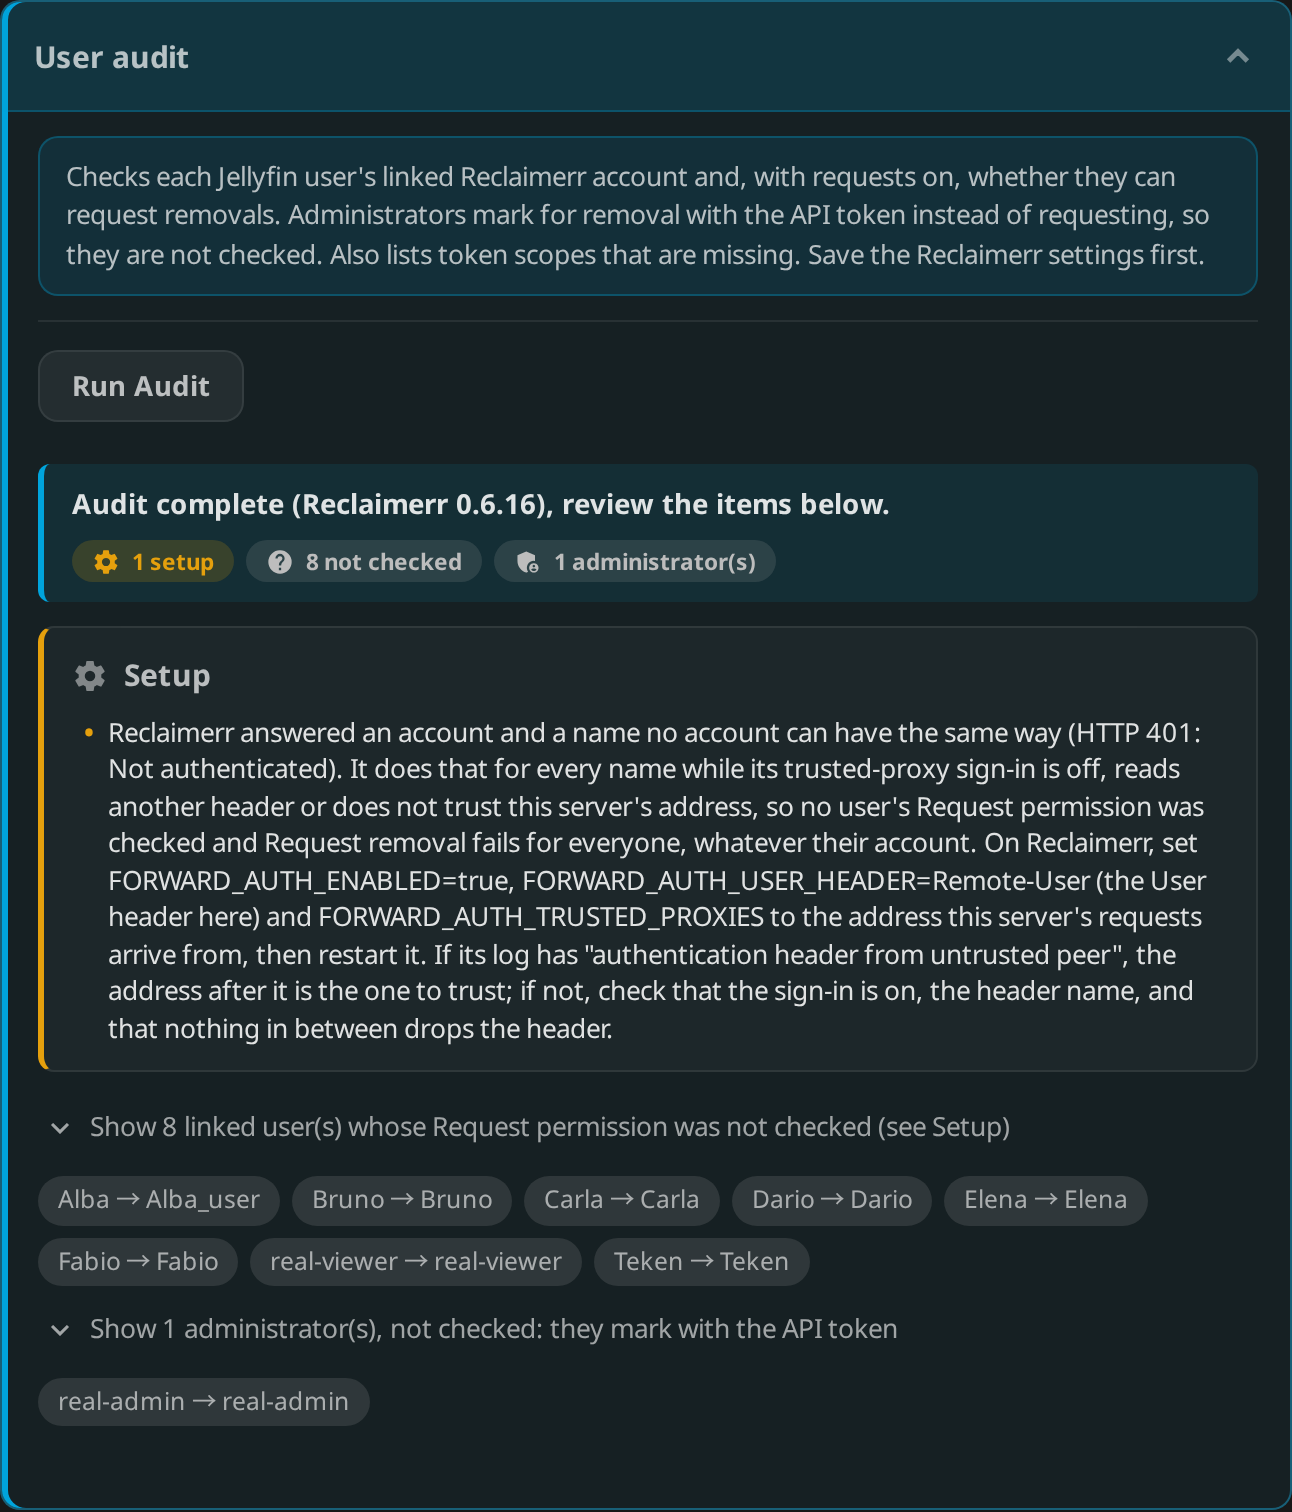 User audit
Checks each Jellyfin user's linked Reclaimerr account and, with requests on, whether they can
request removals. Administrators mark for removal with the API token instead of requesting, so
they are not checked. Also lists token scopes that are missing. Save the Reclaimerr settings first.
Run Audit
Audit complete (Reclaimerr 0.6.16), review the items below.
1 setup 8 not checked 1 administrator(s)
Setup
• Reclaimerr answered an account and a name no account can have the same way (HTTP 401:
Not authenticated). It does that for every name while its trusted-proxy sign-in is off, reads
another header or does not trust this server's address, so no user's Request permission was
checked and Request removal fails for everyone, whatever their account. On Reclaimerr, set
FORWARD_AUTH_ENABLED=true, FORWARD_AUTH_USER_HEADER=Remote-User (the User
header here) and FORWARD_AUTH_TRUSTED_PROXIES to the address this server's requests
arrive from, then restart it. If its log has "authentication header from untrusted peer", the
address after it is the one to trust; if not, check that the sign-in is on, the header name, and
that nothing in between drops the header.
Show 8 linked user(s) whose Request permission was not checked (see Setup)
Alba → Alba_user Bruno → Bruno Carla → Carla Dario → Dario Elena → Elena
Fabio → Fabio real-viewer → real-viewer Teken → Teken
Show 1 administrator(s), not checked: they mark with the API token
real-admin → real-admin